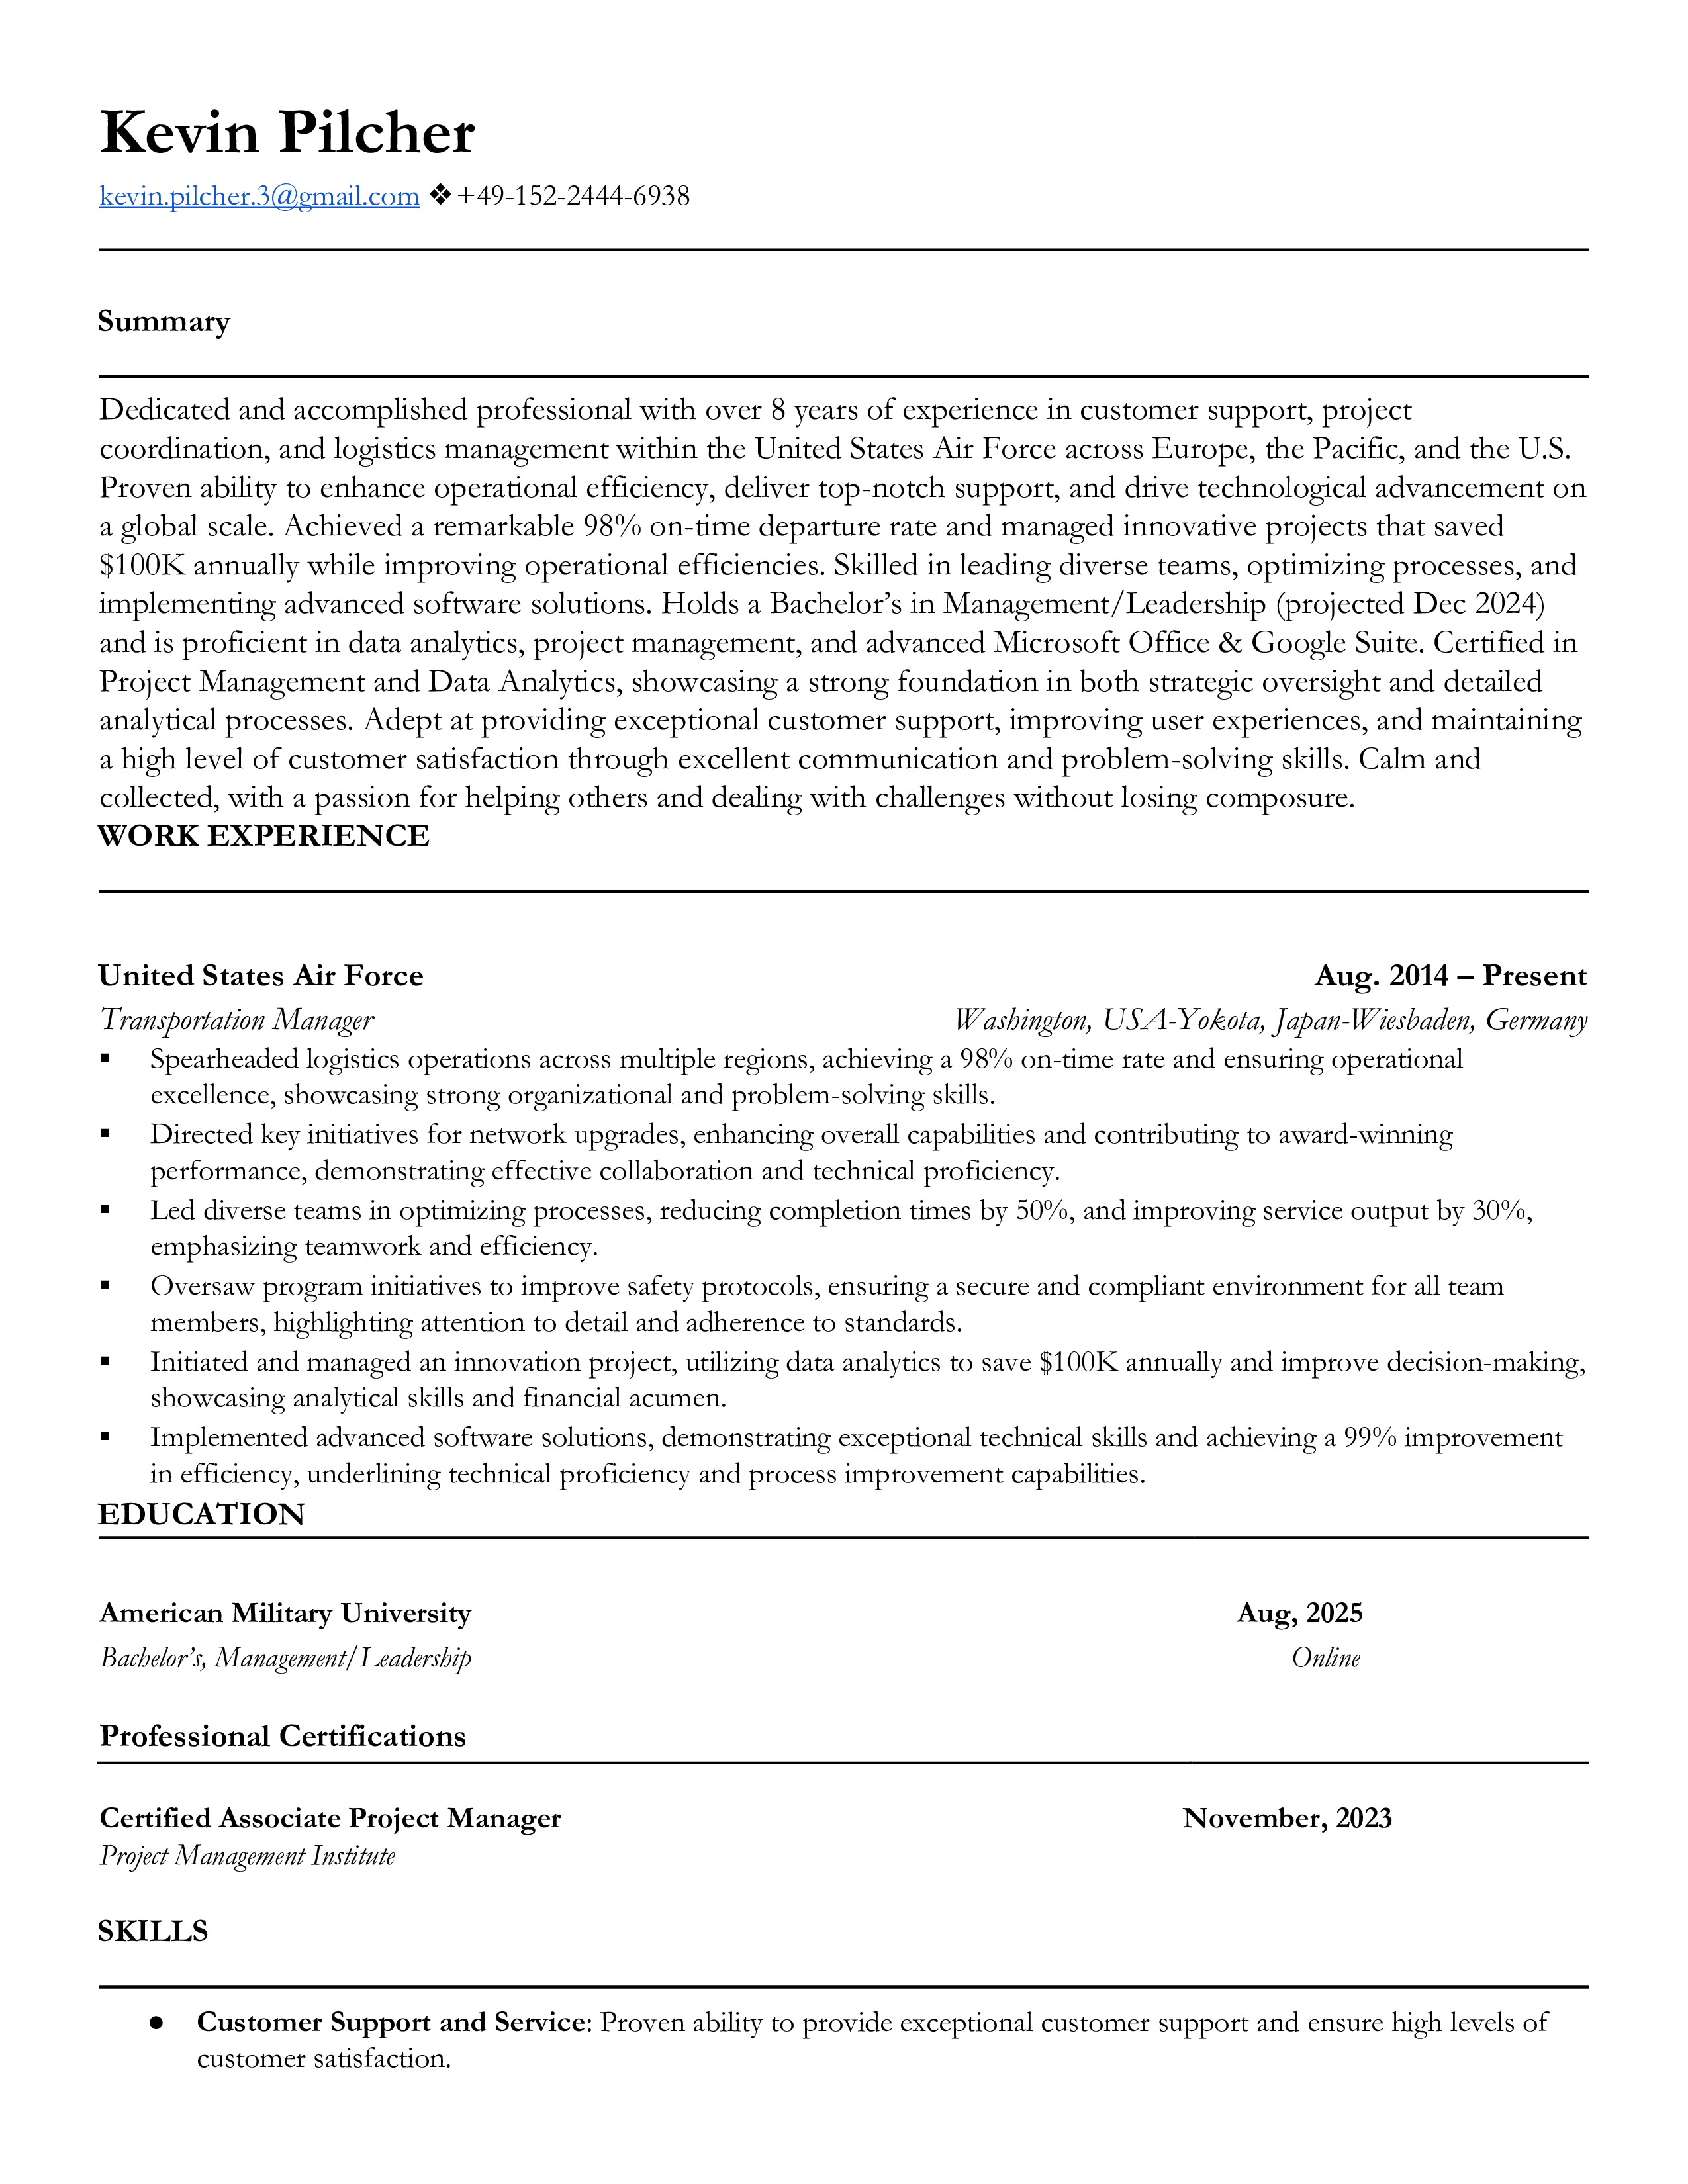 Kevin Pilcher
kevin.pilcher.3@gmail.com ❖+49-152-2444-6938
Summary
Dedicated and accomplished professional with over 8 years of experience in customer support, project
coordination, and logistics management within the United States Air Force across Europe, the Pacific, and the U.S.
Proven ability to enhance operational efficiency, deliver top-notch support, and drive technological advancement on
a global scale. Achieved a remarkable 98% on-time departure rate and managed innovative projects that saved
$100K annually while improving operational efficiencies. Skilled in leading diverse teams, optimizing processes, and
implementing advanced software solutions. Holds a Bachelor’s in Management/Leadership (projected Dec 2024)
and is proficient in data analytics, project management, and advanced Microsoft Office & Google Suite. Certified in
Project Management and Data Analytics, showcasing a strong foundation in both strategic oversight and detailed
analytical processes. Adept at providing exceptional customer support, improving user experiences, and maintaining
a high level of customer satisfaction through excellent communication and problem-solving skills. Calm and
collected, with a passion for helping others and dealing with challenges without losing composure.
WORK EXPERIENCE
United States Air Force Aug. 2014 – Present
Transportation Manager Washington, USA-Yokota, Japan-Wiesbaden, Germany
▪ Spearheaded logistics operations across multiple regions, achieving a 98% on-time rate and ensuring operational
excellence, showcasing strong organizational and problem-solving skills.
▪ Directed key initiatives for network upgrades, enhancing overall capabilities and contributing to award-winning
performance, demonstrating effective collaboration and technical proficiency.
▪ Led diverse teams in optimizing processes, reducing completion times by 50%, and improving service output by 30%,
emphasizing teamwork and efficiency.
▪ Oversaw program initiatives to improve safety protocols, ensuring a secure and compliant environment for all team
members, highlighting attention to detail and adherence to standards.
▪ Initiated and managed an innovation project, utilizing data analytics to save $100K annually and improve decision-making,
showcasing analytical skills and financial acumen.
▪ Implemented advanced software solutions, demonstrating exceptional technical skills and achieving a 99% improvement
in efficiency, underlining technical proficiency and process improvement capabilities.
EDUCATION
American Military University Aug, 2025
Bachelor’s, Management/Leadership Online
Professional Certifications
Certified Associate Project Manager November, 2023
Project Management Institute
SKILLS
● Customer Support and Service: Proven ability to provide exceptional customer support and ensure high levels of
customer satisfaction.